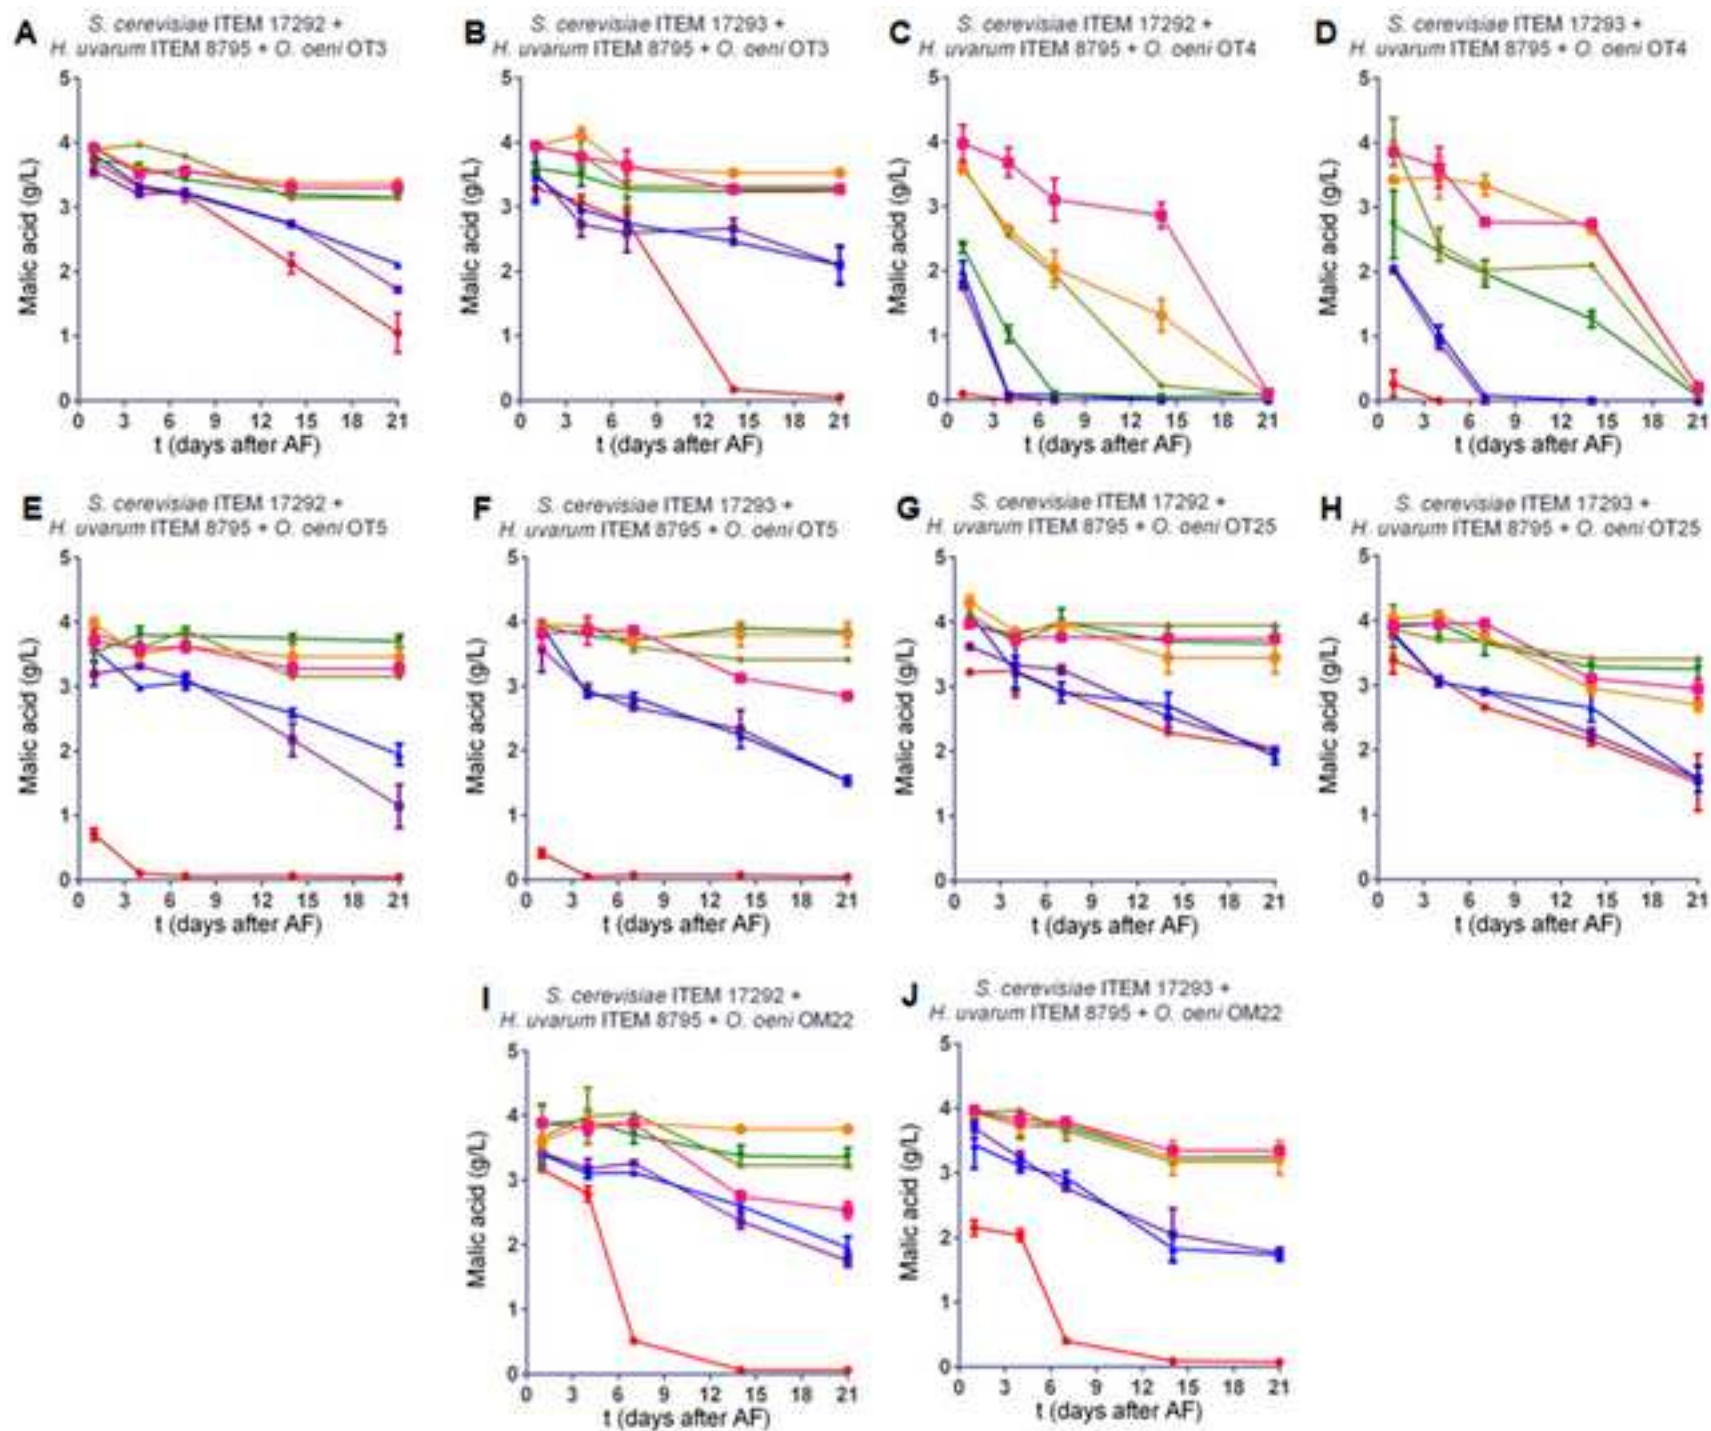 A
S. cerevisiae ITEM 17292 +
H. uvarum ITEM 8795 + O. oeni OT3
Malic acid (g/L)
5
4
3
2
1
0
0 3 6 9 12 15 18 21
t (days after AF)
B
S. cerevisiae ITEM 17293 +
H. uvarum ITEM 8795 + O. oeni OT3
Malic acid (g/L)
5
4
3
2
1
0
0 3 6 9 12 15 18 21
t (days after AF)
C
S. cerevisiae ITEM 17292 +
H. uvarum ITEM 8795 + O. oeni OT4
Malic acid (g/L)
5
4
3
2
1
0
0 3 6 9 12 15 18 21
t (days after AF)
D
S. cerevisiae ITEM 17293 +
H. uvarum ITEM 8795 + O. oeni OT4
Malic acid (g/L)
5
4
3
2
1
0
0 3 6 9 12 15 18 21
t (days after AF)
E
S. cerevisiae ITEM 17292 +
H. uvarum ITEM 8795 + O. oeni OT5
Malic acid (g/L)
5
4
3
2
1
0
0 3 6 9 12 15 18 21
t (days after AF)
F
S. cerevisiae ITEM 17293 +
H. uvarum ITEM 8795 + O. oeni OT5
Malic acid (g/L)
5
4
3
2
1
0
0 3 6 9 12 15 18 21
t (days after AF)
G
S. cerevisiae ITEM 17292 +
H. uvarum ITEM 8795 + O. oeni OT25
Malic acid (g/L)
5
4
3
2
1
0
0 3 6 9 12 15 18 21
t (days after AF)
H
S. cerevisiae ITEM 17293 +
H. uvarum ITEM 8795 + O. oeni OT25
Malic acid (g/L)
5
4
3
2
1
0
0 3 6 9 12 15 18 21
t (days after AF)
I
S. cerevisiae ITEM 17292 +
H. uvarum ITEM 8795 + O. oeni OM22
Malic acid (g/L)
5
4
3
2
1
0
0 3 6 9 12 15 18 21
t (days after AF)
J
S. cerevisiae ITEM 17293 +
H. uvarum ITEM 8795 + O. oeni OM22
Malic acid (g/L)
5
4
3
2
1
0
0 3 6 9 12 15 18 21
t (days after AF)